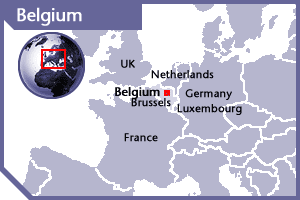 Belgium
UK
Netherlands
Belgium
Germany
Brussels
Luxembourg
France